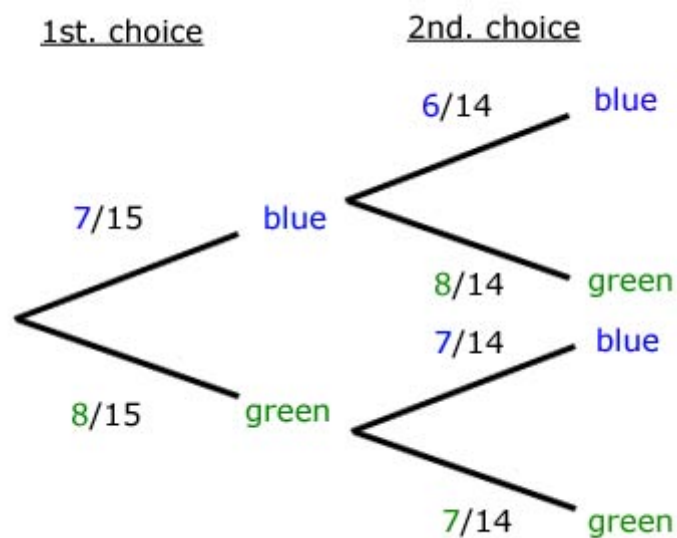 1st. choice
2nd. choice
7/15
blue
8/15
green
6/14
blue
8/14
green
7/14
blue
7/14
green